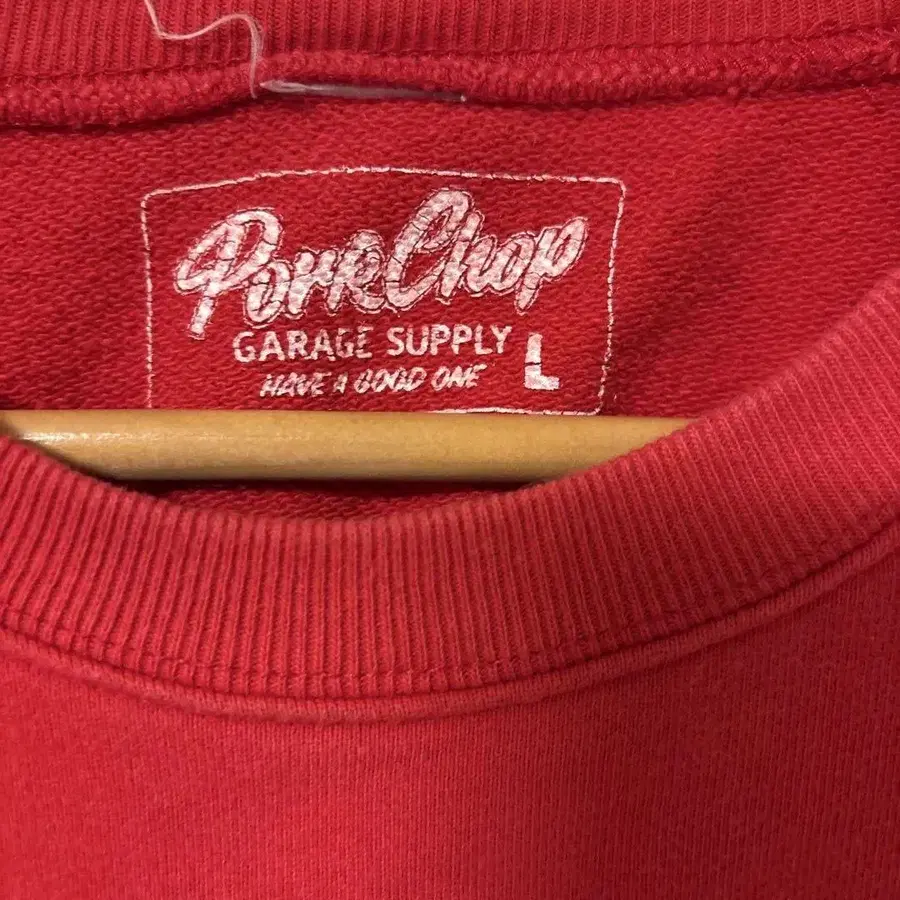 PorkChop
GARAGE SUPPLY
HAVE A GOOD ONE
L